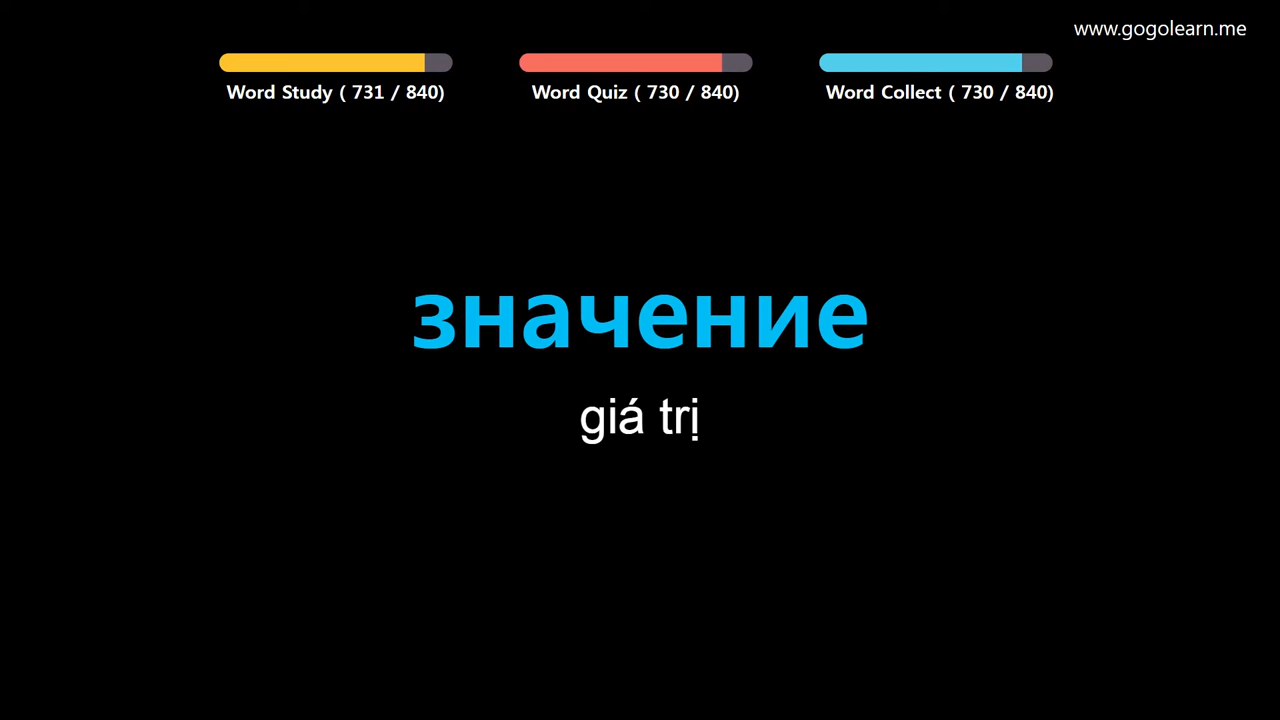 www.gogolearn.me
Word Study ( 731 / 840)
Word Quiz ( 730 / 840)
Word Collect ( 730 / 840)
значение
giá trị